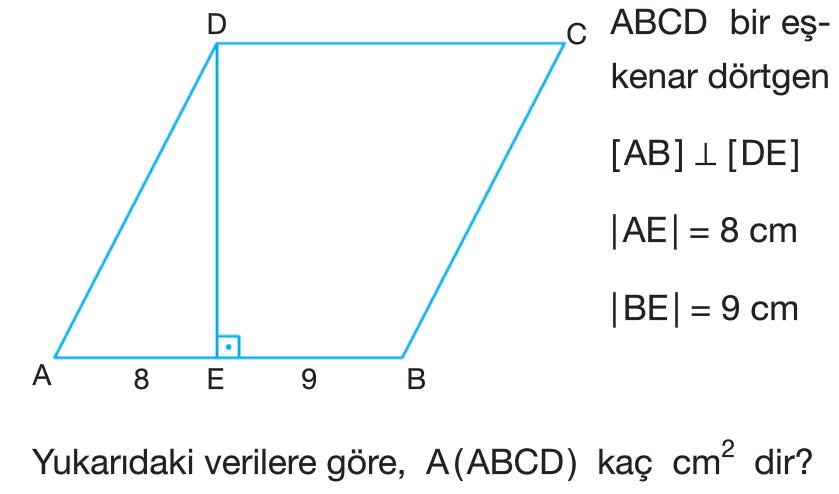 D
C
ABCD bir eş-
kenar dörtgen
[AB] ⊥ [DE]
|AE| = 8 cm
|BE| = 9 cm
A
8
E
9
B
Yukarıdaki verilere göre, A(ABCD) kaç cm² dir?